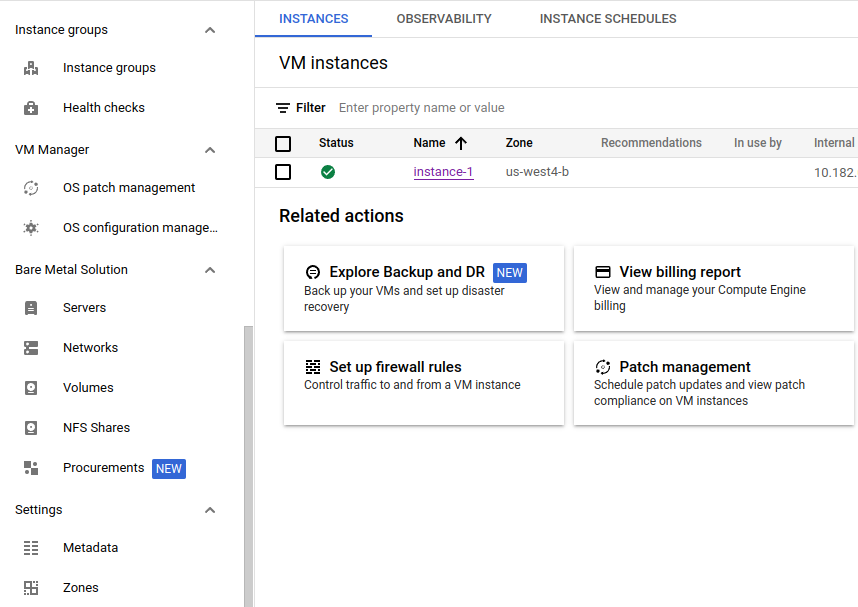 Instance groups
Instance groups
Health checks
VM Manager
OS patch management
OS configuration manage...
Bare Metal Solution
Servers
Networks
Volumes
NFS Shares
Procurements NEW
Settings
Metadata
Zones
INSTANCES OBSERVABILITY INSTANCE SCHEDULES
VM instances
Filter Enter property name or value
Status Name Zone Recommendations In use by Internal
instance-1 us-west4-b 10.182.
Related actions
Explore Backup and DR NEW
Back up your VMs and set up disaster
recovery
View billing report
View and manage your Compute Engine
billing
Set up firewall rules
Control traffic to and from a VM instance
Patch management
Schedule patch updates and view patch
compliance on VM instances